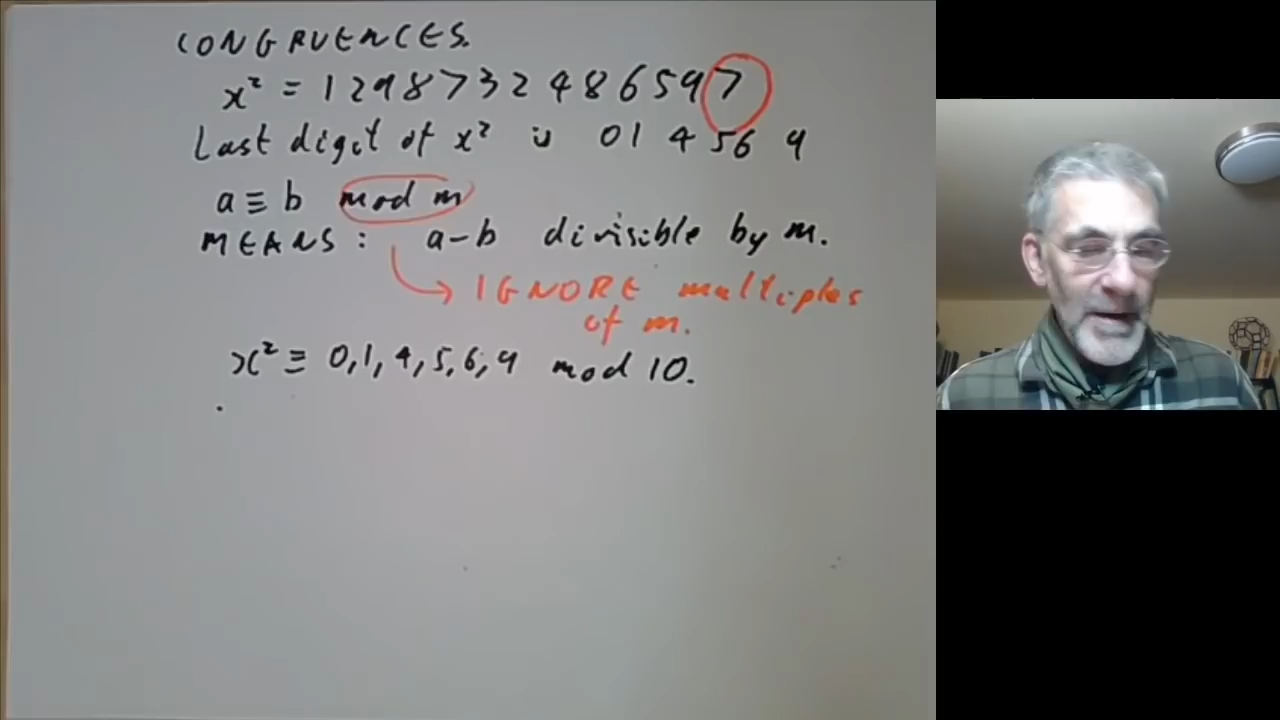 CONGRUENCES.
x² = 1298732486597
Last digit of x² is 0 1 4 5 6 9
a ≡ b mod m
MEANS: a-b divisible by m.
IGNORE multiples
of m.
x² ≡ 0,1,4,5,6,9 mod 10.